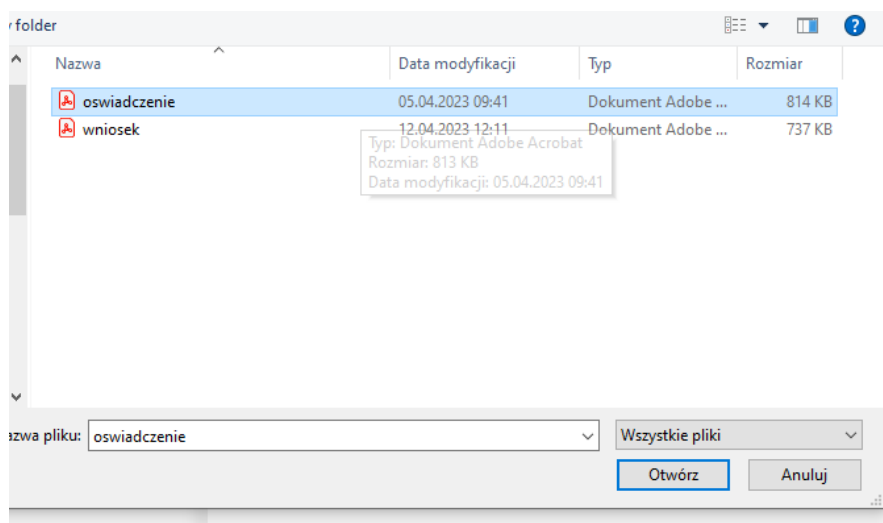 folder
Nazwa Data modyfikacji Typ Rozmiar
oswiadczenie 05.04.2023 09:41 Dokument Adobe ... 814 KB
wniosek 12.04.2023 12:11 Dokument Adobe ... 737 KB
Typ: Dokument Adobe Acrobat
Rozmiar: 813 KB
Data modyfikacji: 05.04.2023 09:41
azwa pliku: oswiadczenie Wszystkie pliki
Otwórz Anuluj